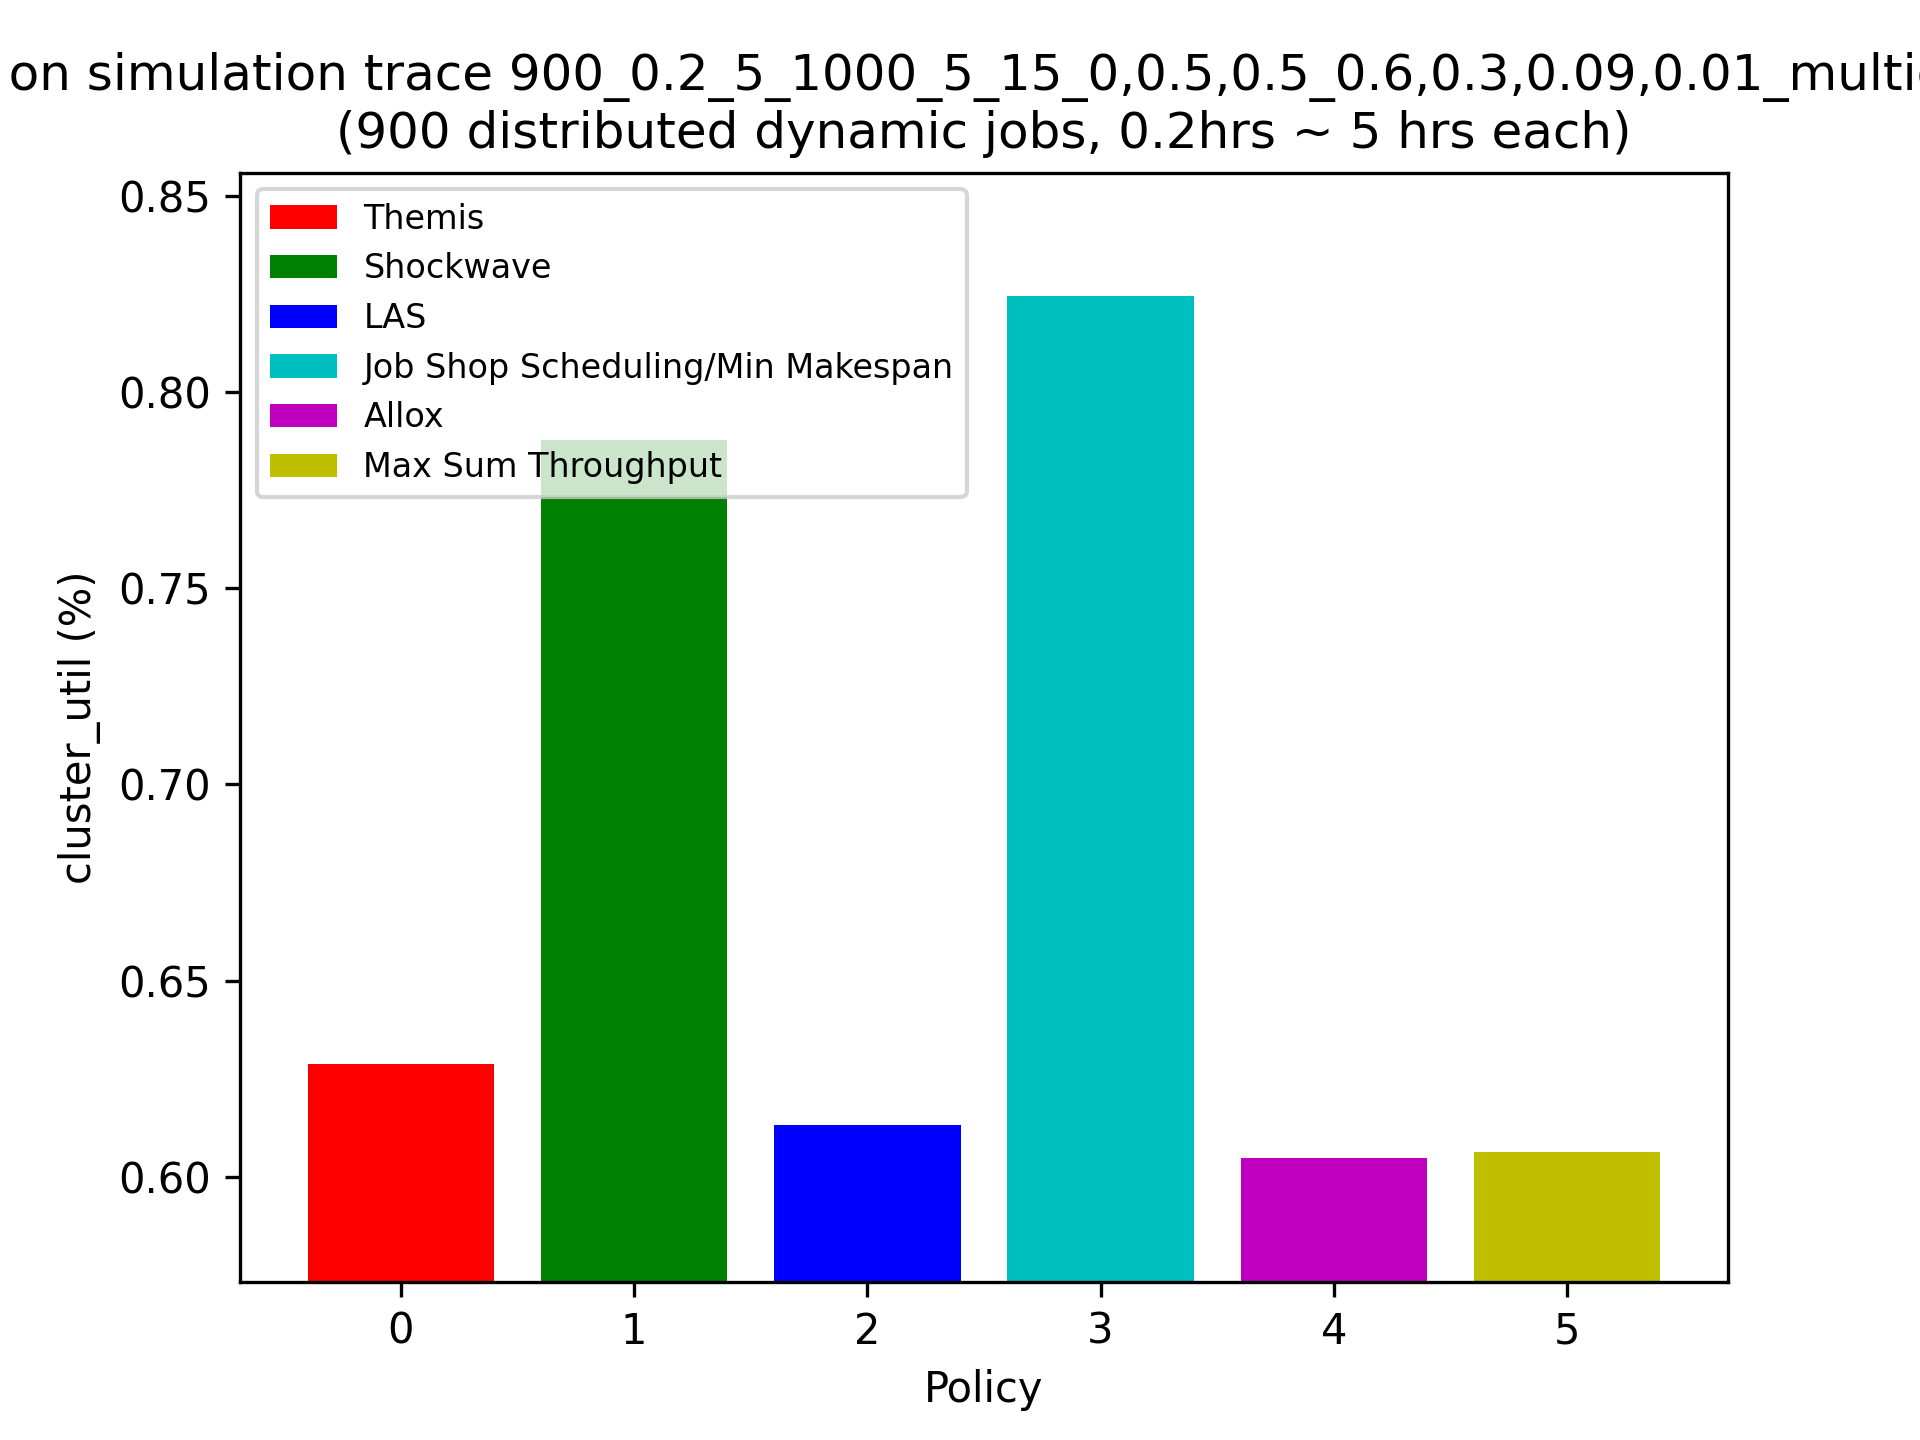 on simulation trace 900_0.2_5_1000_5_15_0,0.5,0.5_0.6,0.3,0.09,0.01_multi
(900 distributed dynamic jobs, 0.2hrs ~ 5 hrs each)
Themis
Shockwave
LAS
Job Shop Scheduling/Min Makespan
Allox
Max Sum Throughput
cluster_util (%)
0.85
0.80
0.75
0.70
0.65
0.60
0
1
2
3
4
5
Policy